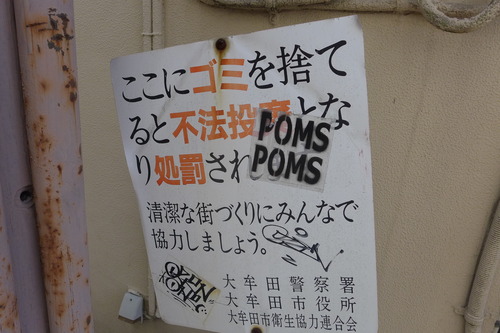 ここにゴミを捨て
ると不法投棄しな
り処罰され
POMS
POMS
清潔な街づくりにみんなで
協力しましょう。
大牟田警察署
大牟田市役所
大牟田市衛生協力連合会